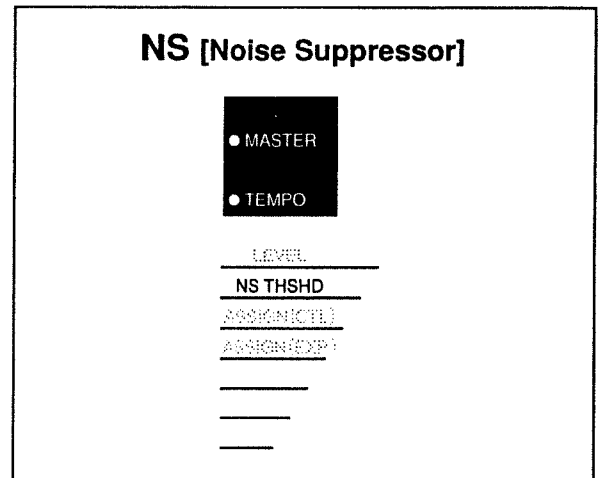 NS [Noise Suppressor]
MASTER
TEMPO
LEVEL
NS THSHD
ASSIGN(CTL)
ASSIGN(EXP)